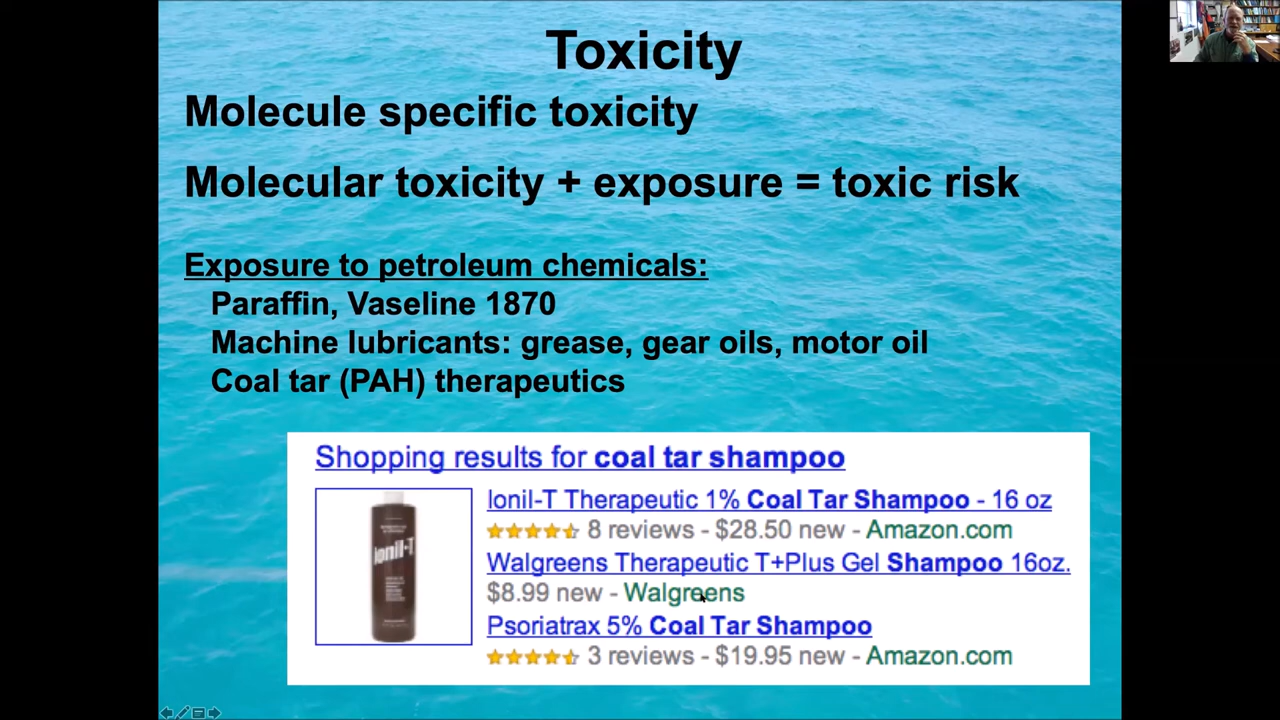 Toxicity
Molecule specific toxicity
Molecular toxicity + exposure = toxic risk
Exposure to petroleum chemicals:
Paraffin, Vaseline 1870
Machine lubricants: grease, gear oils, motor oil
Coal tar (PAH) therapeutics
Shopping results for coal tar shampoo
Ionil-T Therapeutic 1% Coal Tar Shampoo - 16 oz
8 reviews - $28.50 new - Amazon.com
Walgreens Therapeutic T+Plus Gel Shampoo 16oz.
$8.99 new - Walgreens
Psoriatrax 5% Coal Tar Shampoo
3 reviews - $19.95 new - Amazon.com
ionil-T